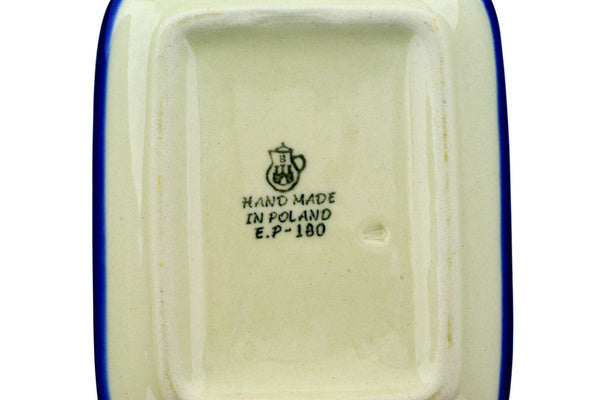 B
HAND MADE
IN POLAND
E.P-180